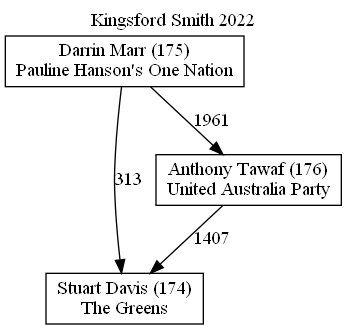 Kingsford Smith 2022
Darrin Marr (175)
Pauline Hanson's One Nation
1961
Anthony Tawaf (176)
United Australia Party
313
1407
Stuart Davis (174)
The Greens